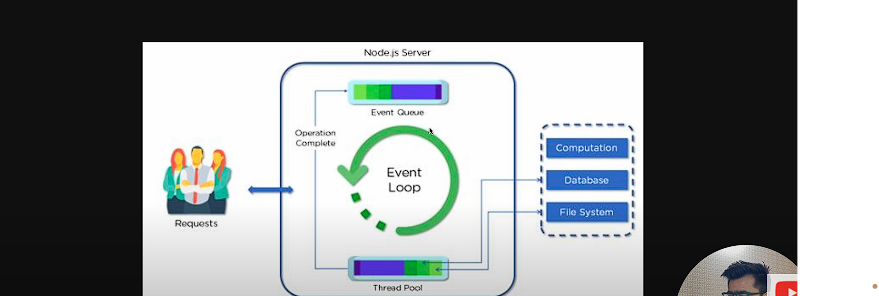 Node.js Server
Event Queue
Operation
Complete
Event
Loop
Requests
Computation
Database
File System
Thread Pool